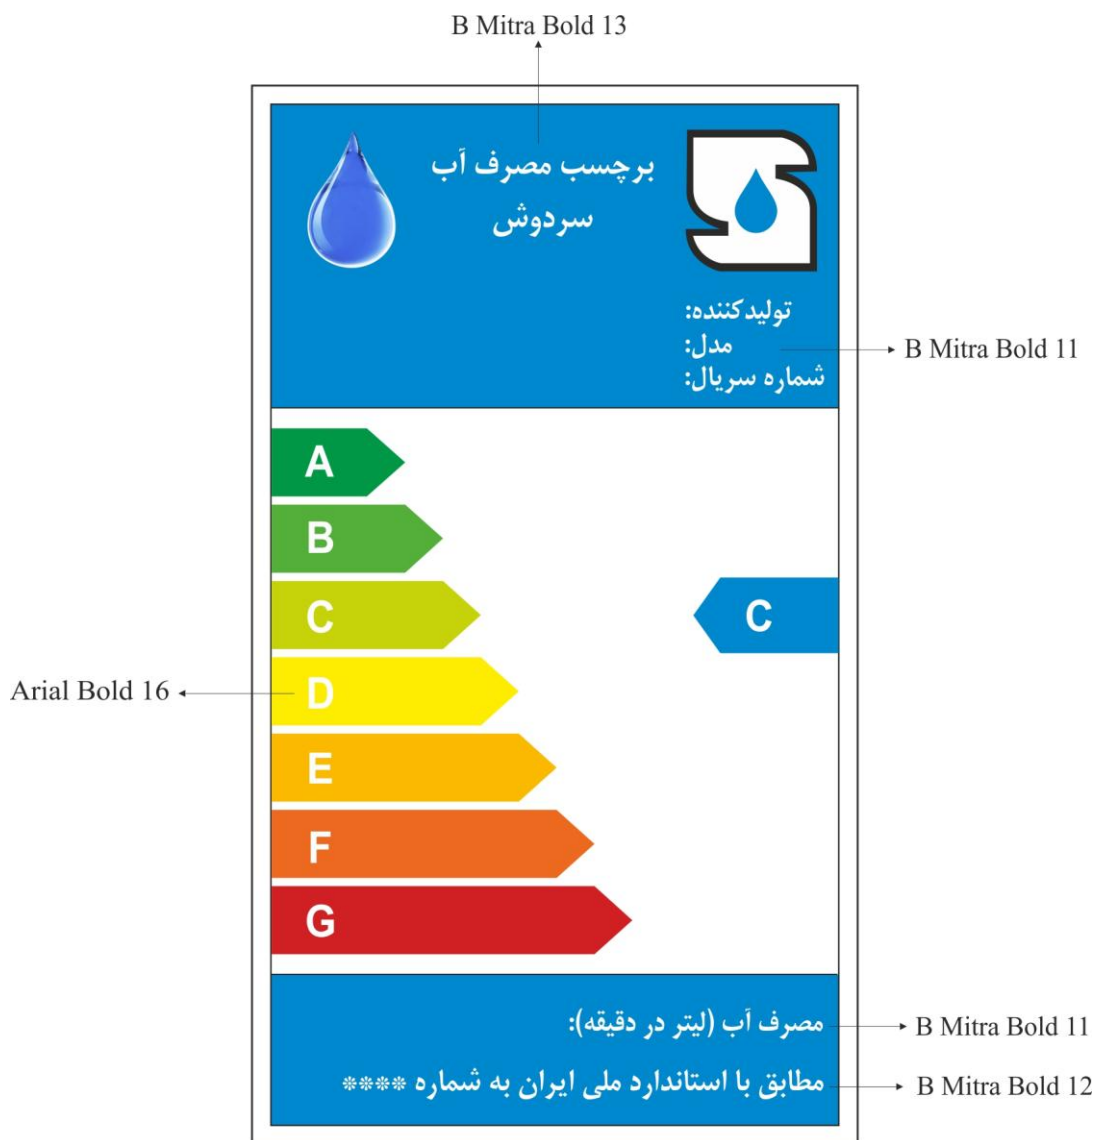 B Mitra Bold 13
برچسب مصرف آب
سردوش
تولیدکننده:
مدل:
B Mitra Bold 11
شماره سریال:
A
B
C
C
Arial Bold 16
D
E
F
G
مصرف آب (لیتر در دقیقه):
B Mitra Bold 11
مطابق با استاندارد ملی ایران به شماره ****
B Mitra Bold 12